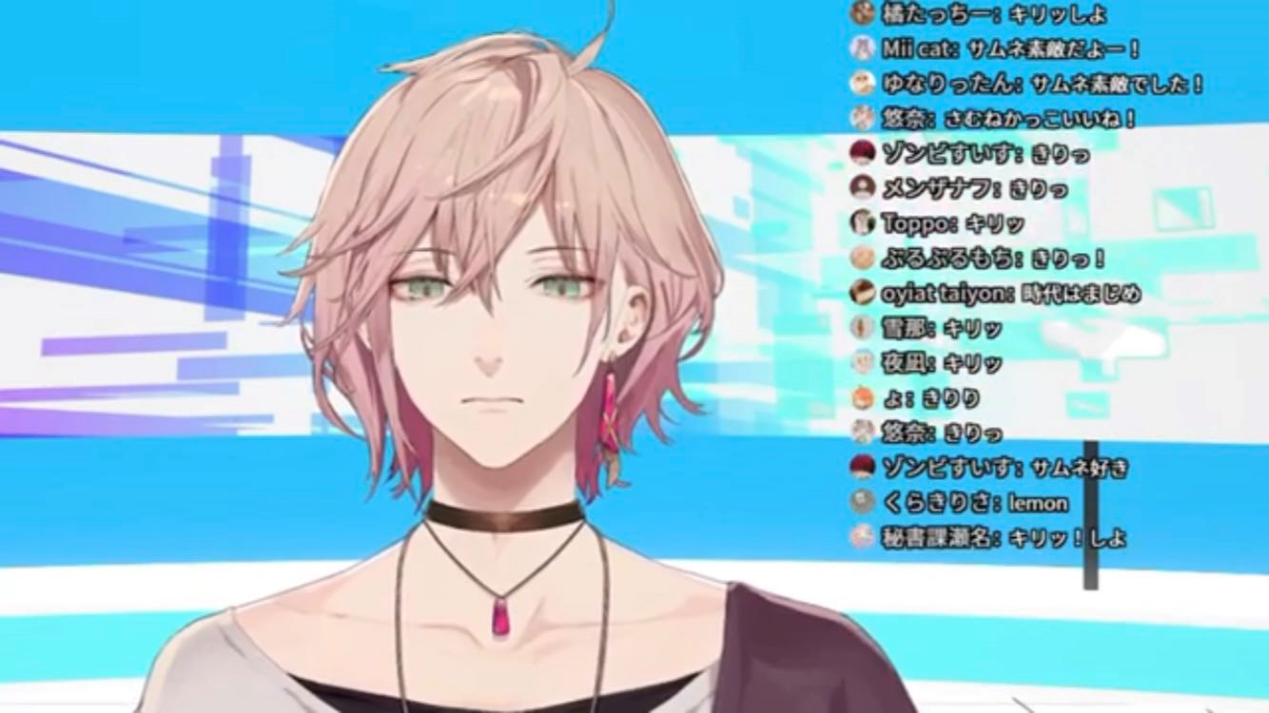 橘たっちー: キリッしよ
Mii cat: サムネ素敵だよー！
ゆなりったん: サムネ素敵でした！
悠奈: さむねかっこいいね！
ゾンビすいす: きりっ
メンザナフ: きりっ
Toppo: キリッ
ぷるぷるもち: きりっ！
oyiat taiyon: 時代はまじめ
雪那: キリッ
夜凪: キリッ
ょ: きりり
悠奈: きりっ
ゾンビすいす: サムネ好き
くらきりさ: lemon
秘書課瀬名: キリッ！しよ